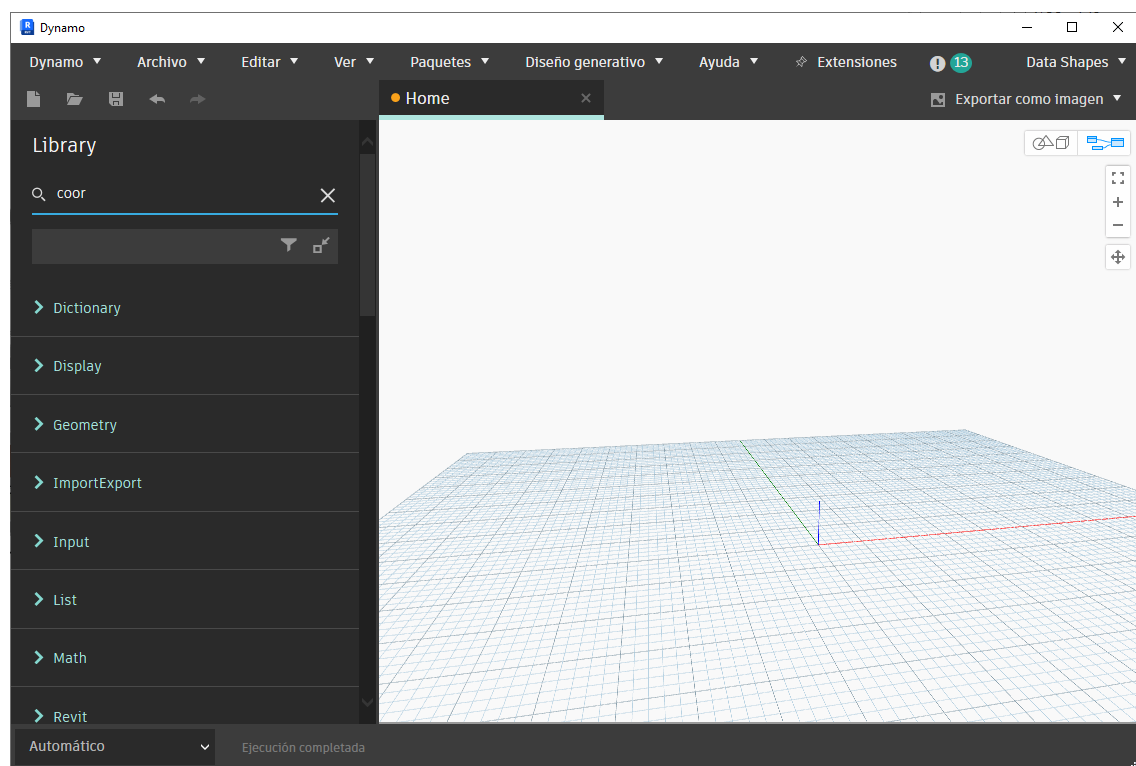 Dynamo
Dynamo Archivo Editar Ver Paquetes Diseño generativo Ayuda Extensiones 13 Data Shapes
Home Exportar como imagen
Library
coor
Dictionary
Display
Geometry
ImportExport
Input
List
Math
Revit
Automático Ejecución completada